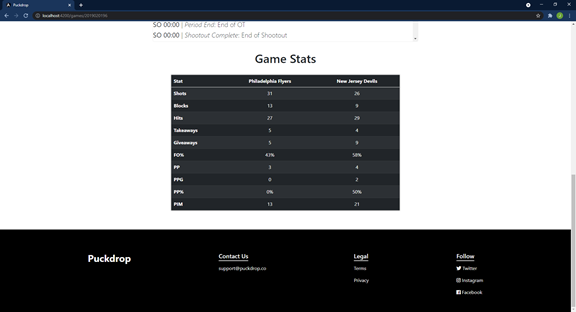 Puckdrop
localhost:4200/games/2019020196
SO 00:00 | Period End: End of OT
SO 00:00 | Shootout Complete: End of Shootout
Game Stats
Stat Philadelphia Flyers New Jersey Devils
Shots 31 26
Blocks 13 9
Hits 27 29
Takeaways 5 4
Giveaways 5 9
FO% 43% 58%
PP 3 4
PPG 0 2
PP% 0% 50%
PIM 13 21
Puckdrop Contact Us Legal Follow
support@puckdrop.co Terms Twitter
Privacy Instagram
Facebook